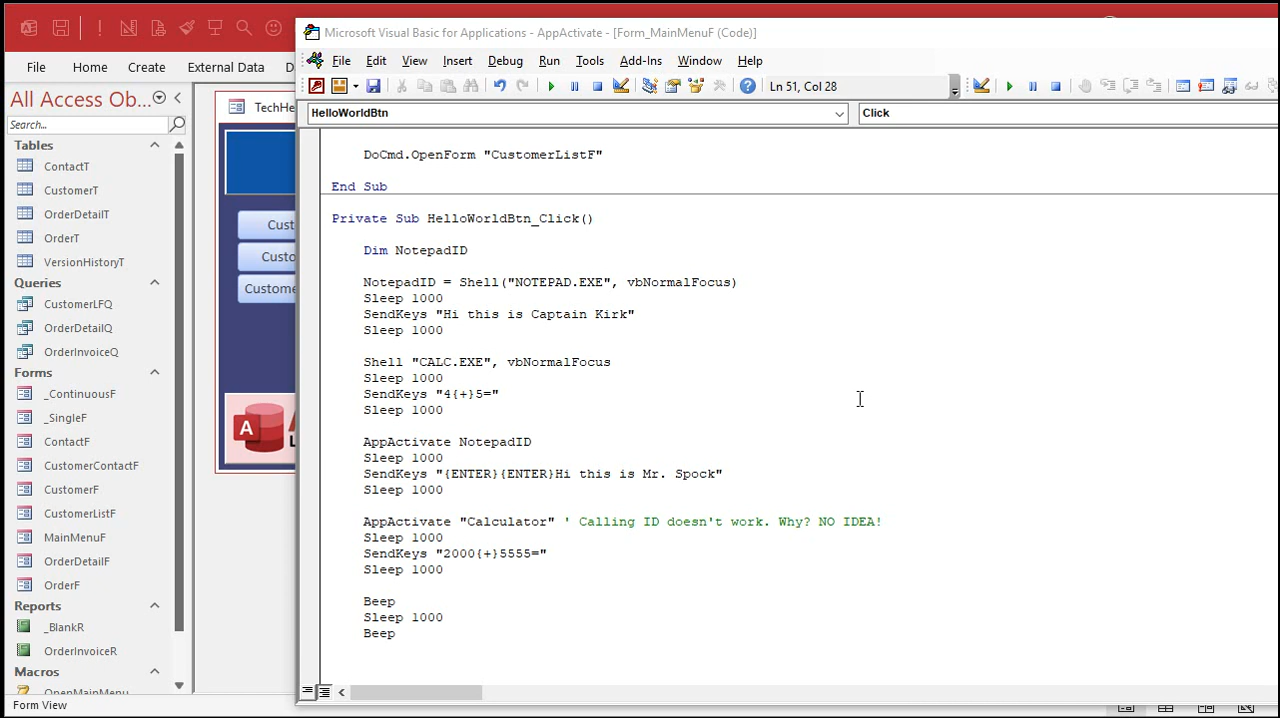 Microsoft Visual Basic for Applications - AppActivate - [Form_MainMenuF (Code)]
File Home Create External Data D
File Edit View Insert Debug Run Tools Add-Ins Window Help
Ln 51, Col 28
All Access Ob...
Search...
Tables
ContactT
CustomerT
OrderDetailT
OrderT
VersionHistoryT
Queries
CustomerLFQ
OrderDetailQ
OrderInvoiceQ
Forms
_ContinuousF
_SingleF
ContactF
CustomerContactF
CustomerF
CustomerListF
MainMenuF
OrderDetailF
OrderF
Reports
_BlankR
OrderInvoiceR
Macros
OpenMainMenu
Form View
TechHe
Cust
Custo
Custome
A
HelloWorldBtn
Click
DoCmd.OpenForm "CustomerListF"
End Sub
Private Sub HelloWorldBtn_Click()
Dim NotepadID
NotepadID = Shell("NOTEPAD.EXE", vbNormalFocus)
Sleep 1000
SendKeys "Hi this is Captain Kirk"
Sleep 1000
Shell "CALC.EXE", vbNormalFocus
Sleep 1000
SendKeys "4{+}5="
Sleep 1000
AppActivate NotepadID
Sleep 1000
SendKeys "{ENTER}{ENTER}Hi this is Mr. Spock"
Sleep 1000
AppActivate "Calculator" ' Calling ID doesn't work. Why? NO IDEA!
Sleep 1000
SendKeys "2000{+}5555="
Sleep 1000
Beep
Sleep 1000
Beep